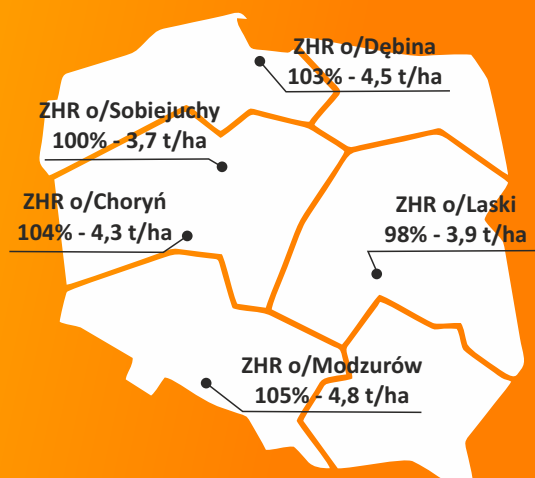 ZHR o/Dębina
103% - 4,5 t/ha
ZHR o/Sobiejuchy
100% - 3,7 t/ha
ZHR o/Choryń
104% - 4,3 t/ha
ZHR o/Laski
98% - 3,9 t/ha
ZHR o/Modzurów
105% - 4,8 t/ha